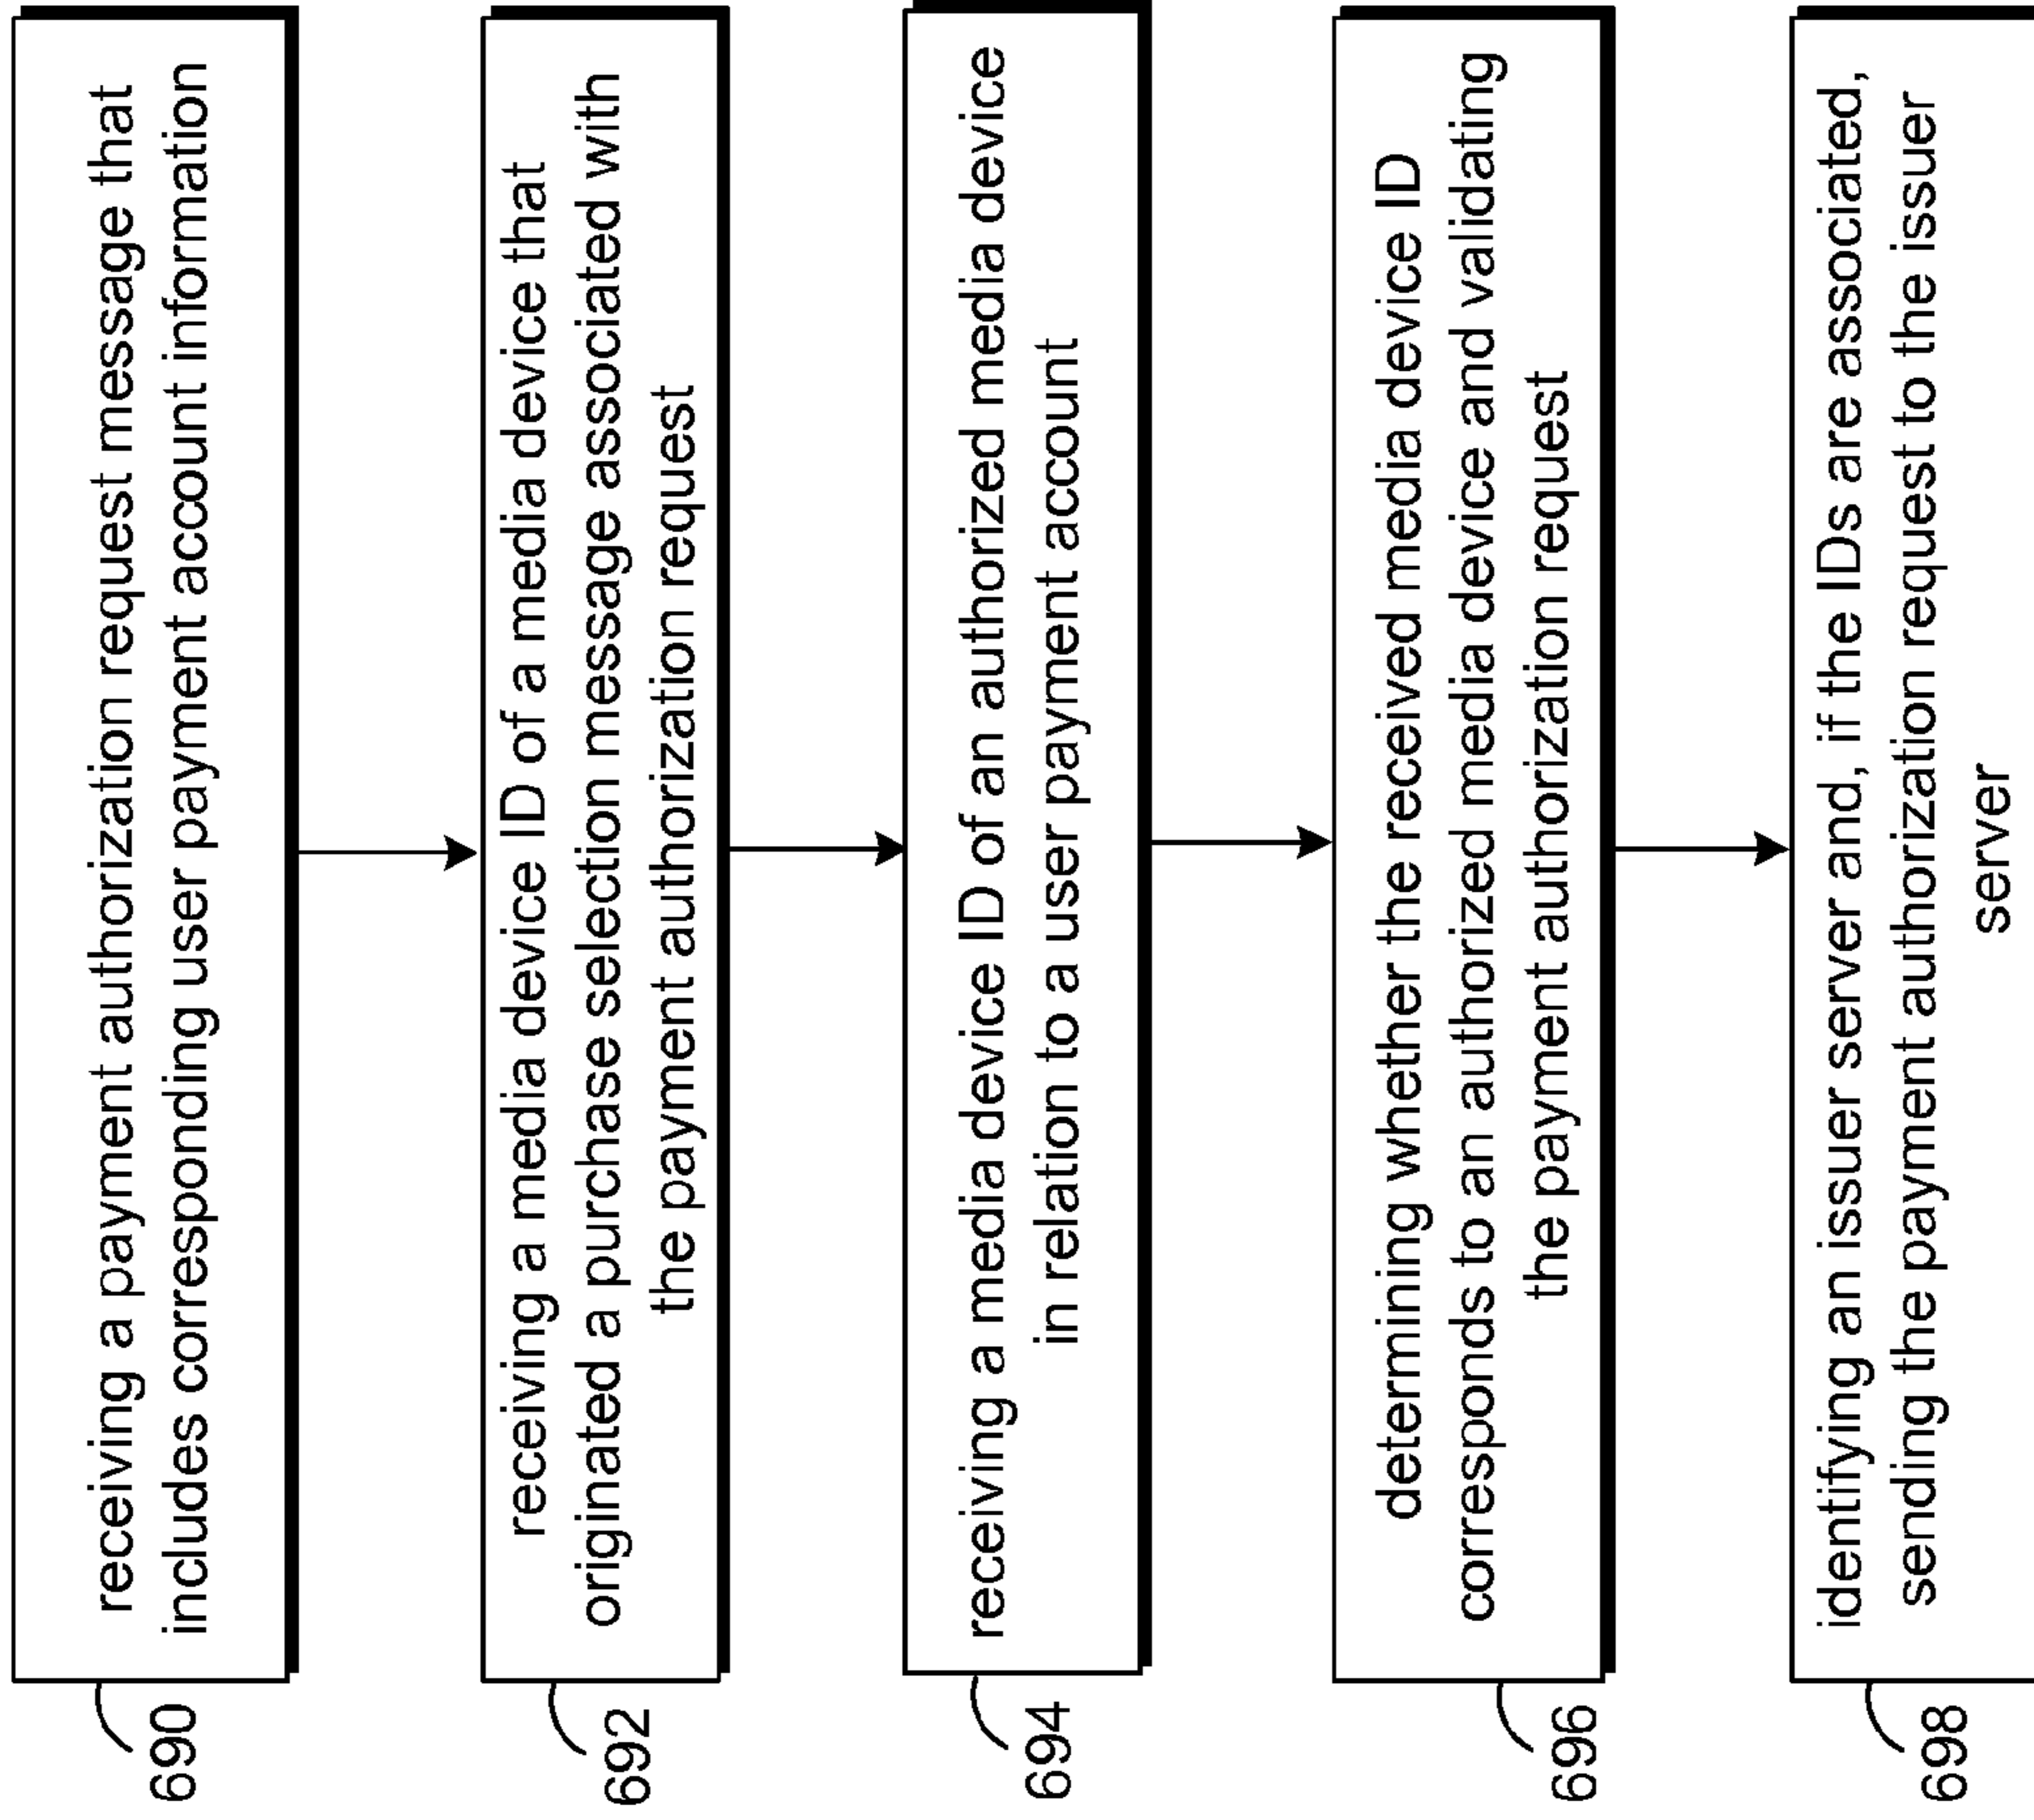 receiving a payment authorization request message that
includes corresponding user payment account information
690
receiving a media device ID of a media device that
originated a purchase selection message associated with
the payment authorization request
692
receiving a media device ID of an authorized media device
in relation to a user payment account
694
determining whether the received media device ID
corresponds to an authorized media device and validating
the payment authorization request
696
identifying an issuer server and, if the IDs are associated,
sending the payment authorization request to the issuer
server
698